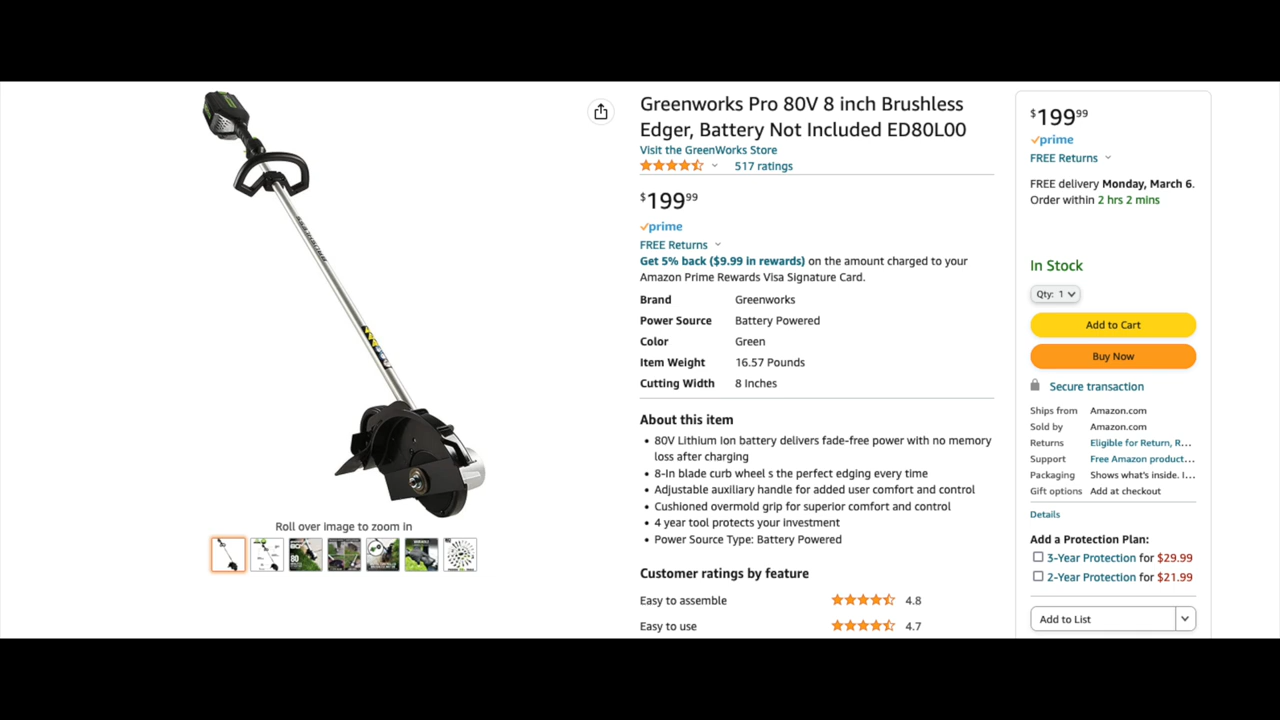 Greenworks Pro 80V 8 inch Brushless
Edger, Battery Not Included ED80L00
Visit the GreenWorks Store
517 ratings
$199 99
prime
FREE Returns
Get 5% back ($9.99 in rewards) on the amount charged to your
Amazon Prime Rewards Visa Signature Card.
Brand Greenworks
Power Source Battery Powered
Color Green
Item Weight 16.57 Pounds
Cutting Width 8 Inches
About this item
• 80V Lithium Ion battery delivers fade-free power with no memory
loss after charging
• 8-In blade curb wheel s the perfect edging every time
• Adjustable auxiliary handle for added user comfort and control
• Cushioned overmold grip for superior comfort and control
• 4 year tool protects your investment
• Power Source Type: Battery Powered
Customer ratings by feature
Easy to assemble 4.8
Easy to use 4.7
Roll over image to zoom in
$199 99
prime
FREE Returns
FREE delivery Monday, March 6.
Order within 2 hrs 2 mins
In Stock
Qty: 1
Add to Cart
Buy Now
Secure transaction
Ships from Amazon.com
Sold by Amazon.com
Returns Eligible for Return, R...
Support Free Amazon product...
Packaging Shows what's inside. I...
Gift options Add at checkout
Details
Add a Protection Plan:
3-Year Protection for $29.99
2-Year Protection for $21.99
Add to List